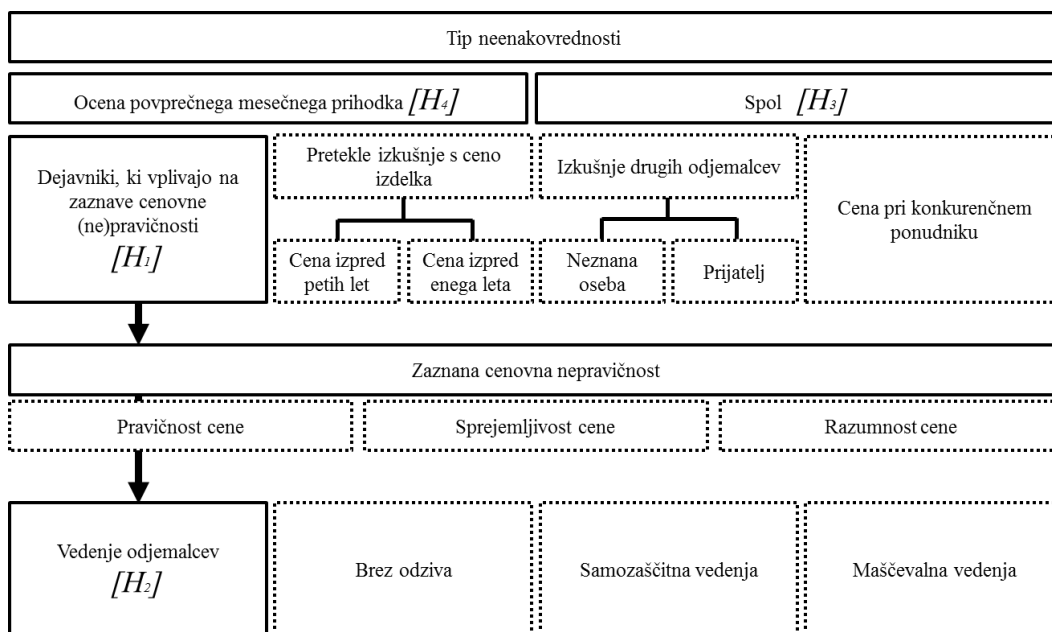 Tip neenakovrednosti
Ocena povprečnega mesečnega prihodka [H4]
Spol [H3]
Dejavniki, ki vplivajo na
zaznave cenovne
(ne)pravičnosti
[H1]
Pretekle izkušnje s ceno
izdelka
Cena izpred
petih let
Cena izpred
enega leta
Izkušnje drugih odjemalcev
Neznana
oseba
Prijatelj
Cena pri konkurenčnem
ponudniku
Zaznana cenovna nepravičnost
Pravičnost cene
Sprejemljivost cene
Razumnost cene
Vedenje odjemalcev
[H2]
Brez odziva
Samozaščitna vedenja
Maščevalna vedenja